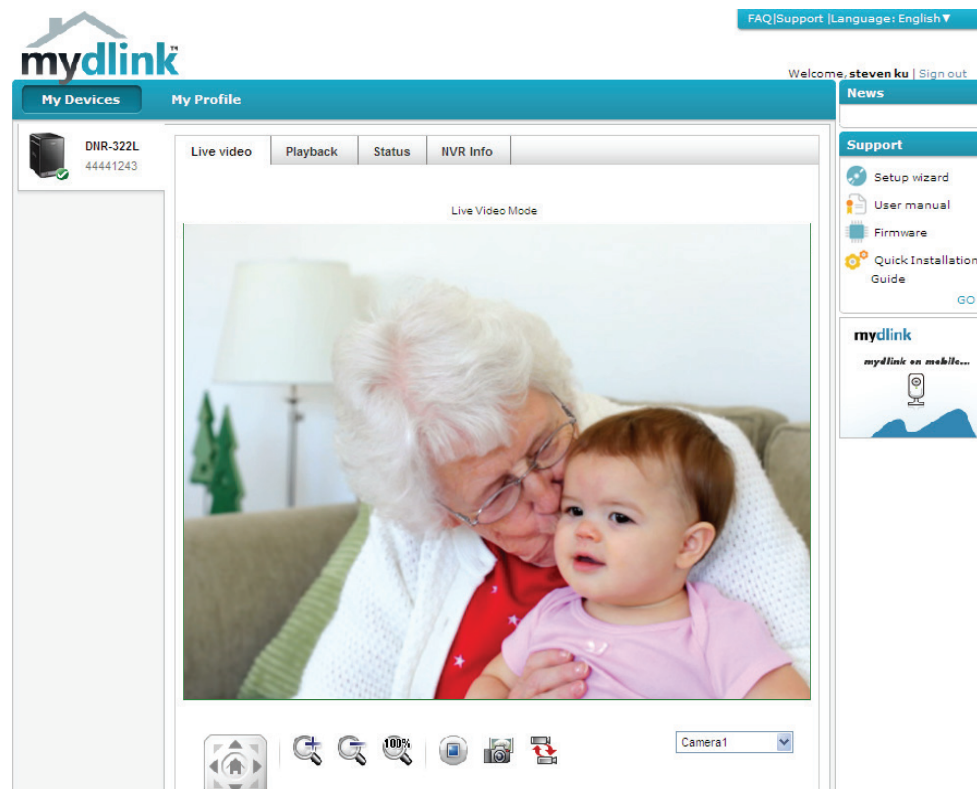 FAQ|Support |Language: English▼
mydlink™
Welcome, steven ku | Sign out
My Devices
My Profile
News
DNR-322L
44441243
Live video
Playback
Status
NVR Info
Support
Setup wizard
User manual
Firmware
Quick Installation
Guide
GO
Live Video Mode
mydlink
mydlink on mobile...
100%
Camera1